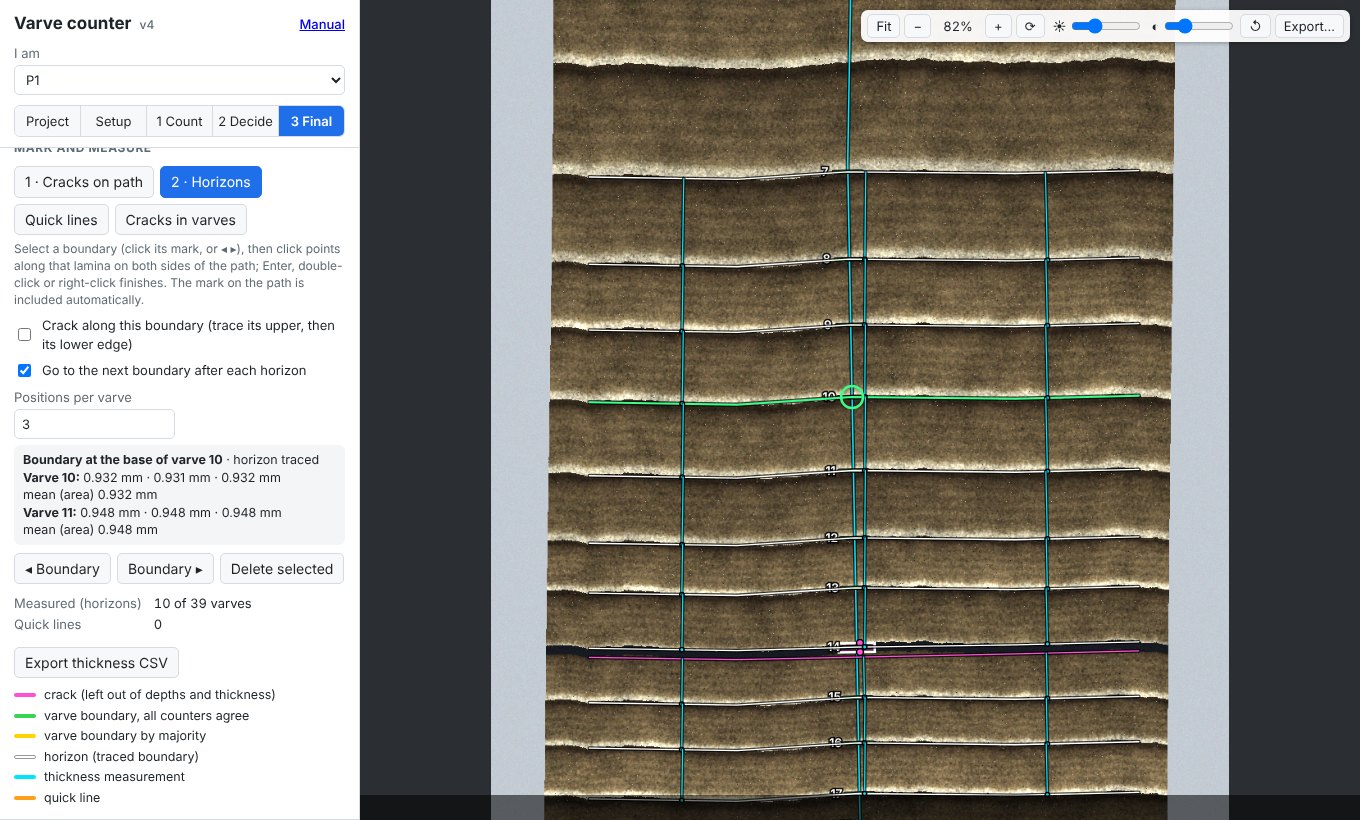 Varve counter v4 Manual
I am
P1
Project Setup 1 Count 2 Decide 3 Final
MARK AND MEASURE
1 · Cracks on path 2 · Horizons
Quick lines Cracks in varves
Select a boundary (click its mark, or ◂ ▸), then click points
along that lamina on both sides of the path; Enter, double-
click or right-click finishes. The mark on the path is
included automatically.
Crack along this boundary (trace its upper, then
its lower edge)
Go to the next boundary after each horizon
Positions per varve
3
Boundary at the base of varve 10 · horizon traced
Varve 10: 0.932 mm · 0.931 mm · 0.932 mm
mean (area) 0.932 mm
Varve 11: 0.948 mm · 0.948 mm · 0.948 mm
mean (area) 0.948 mm
◂ Boundary Boundary ▸ Delete selected
Measured (horizons) 10 of 39 varves
Quick lines 0
Export thickness CSV
crack (left out of depths and thickness)
varve boundary, all counters agree
varve boundary by majority
horizon (traced boundary)
thickness measurement
quick line
Fit − 82% + ⟳ ☀ ◖ ↺ Export...
7
8
9
10
11
12
13
14
15
16
17